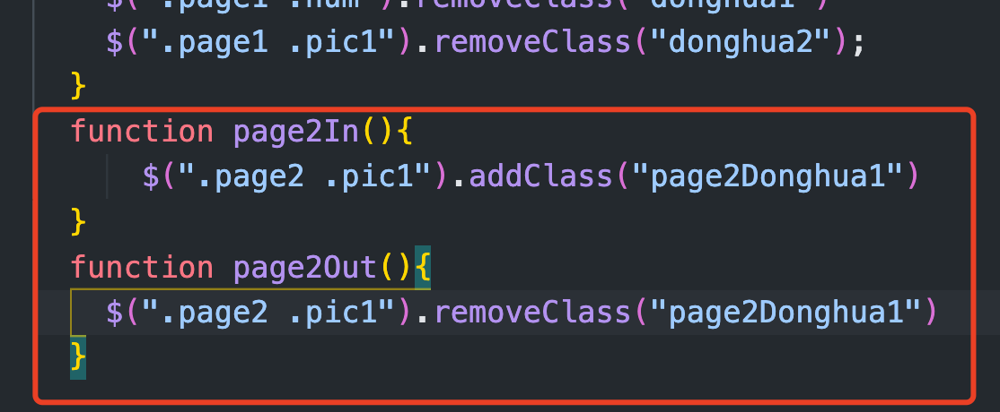 $(".page1 .num").removeClass("donghua1")
$(".page1 .pic1").removeClass("donghua2");
}
function page2In(){
$(".page2 .pic1").addClass("page2Donghua1")
}
function page2Out(){
$(".page2 .pic1").removeClass("page2Donghua1")
}